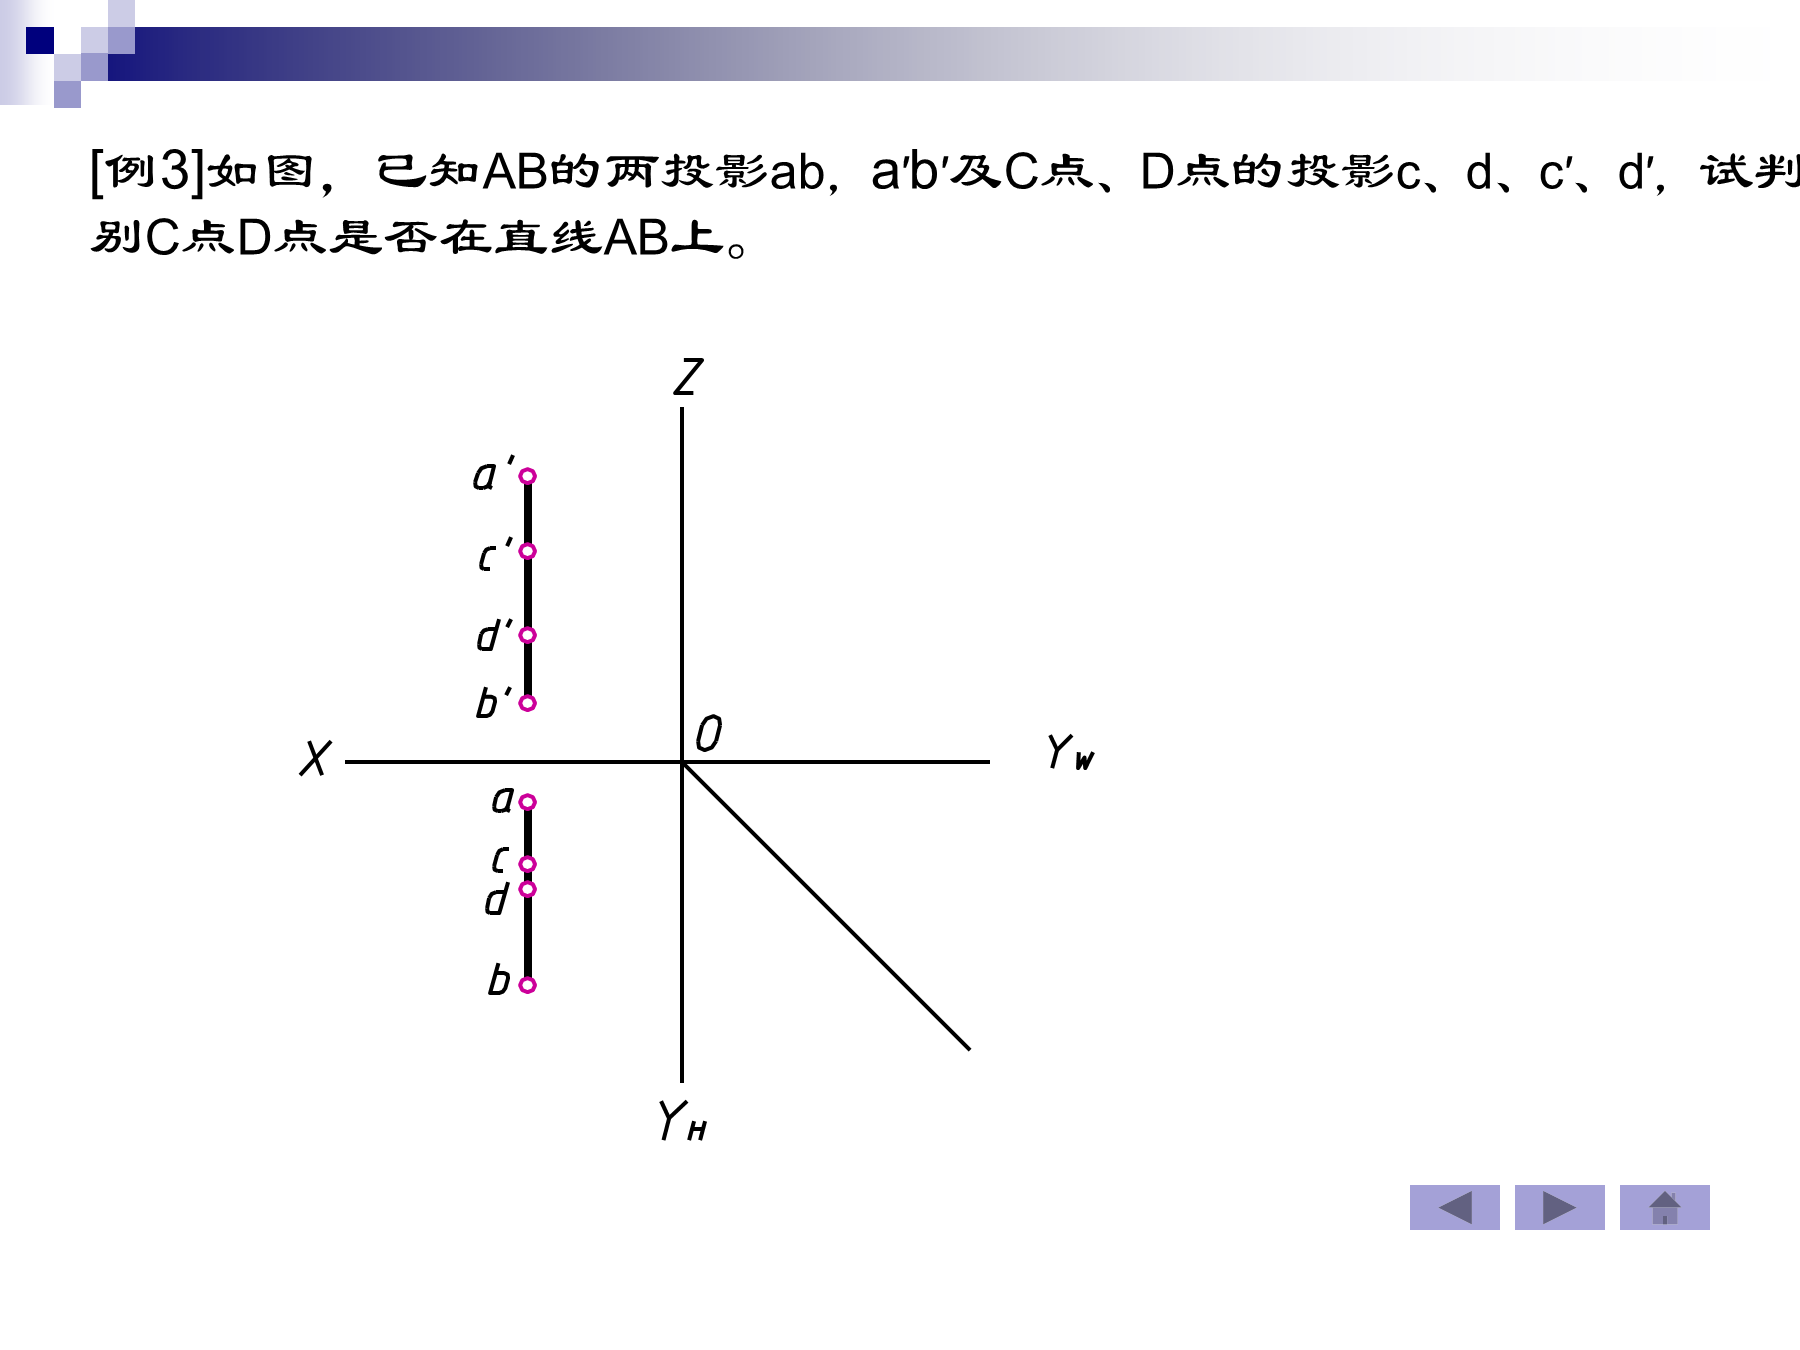 [例3]如图，已知AB的两投影ab，a′b′及C点、D点的投影c、d、c′、d′，试判
别C点D点是否在直线AB上。
Z
a′
c′
d′
b′
O
X
YW
a
c
d
b
YH